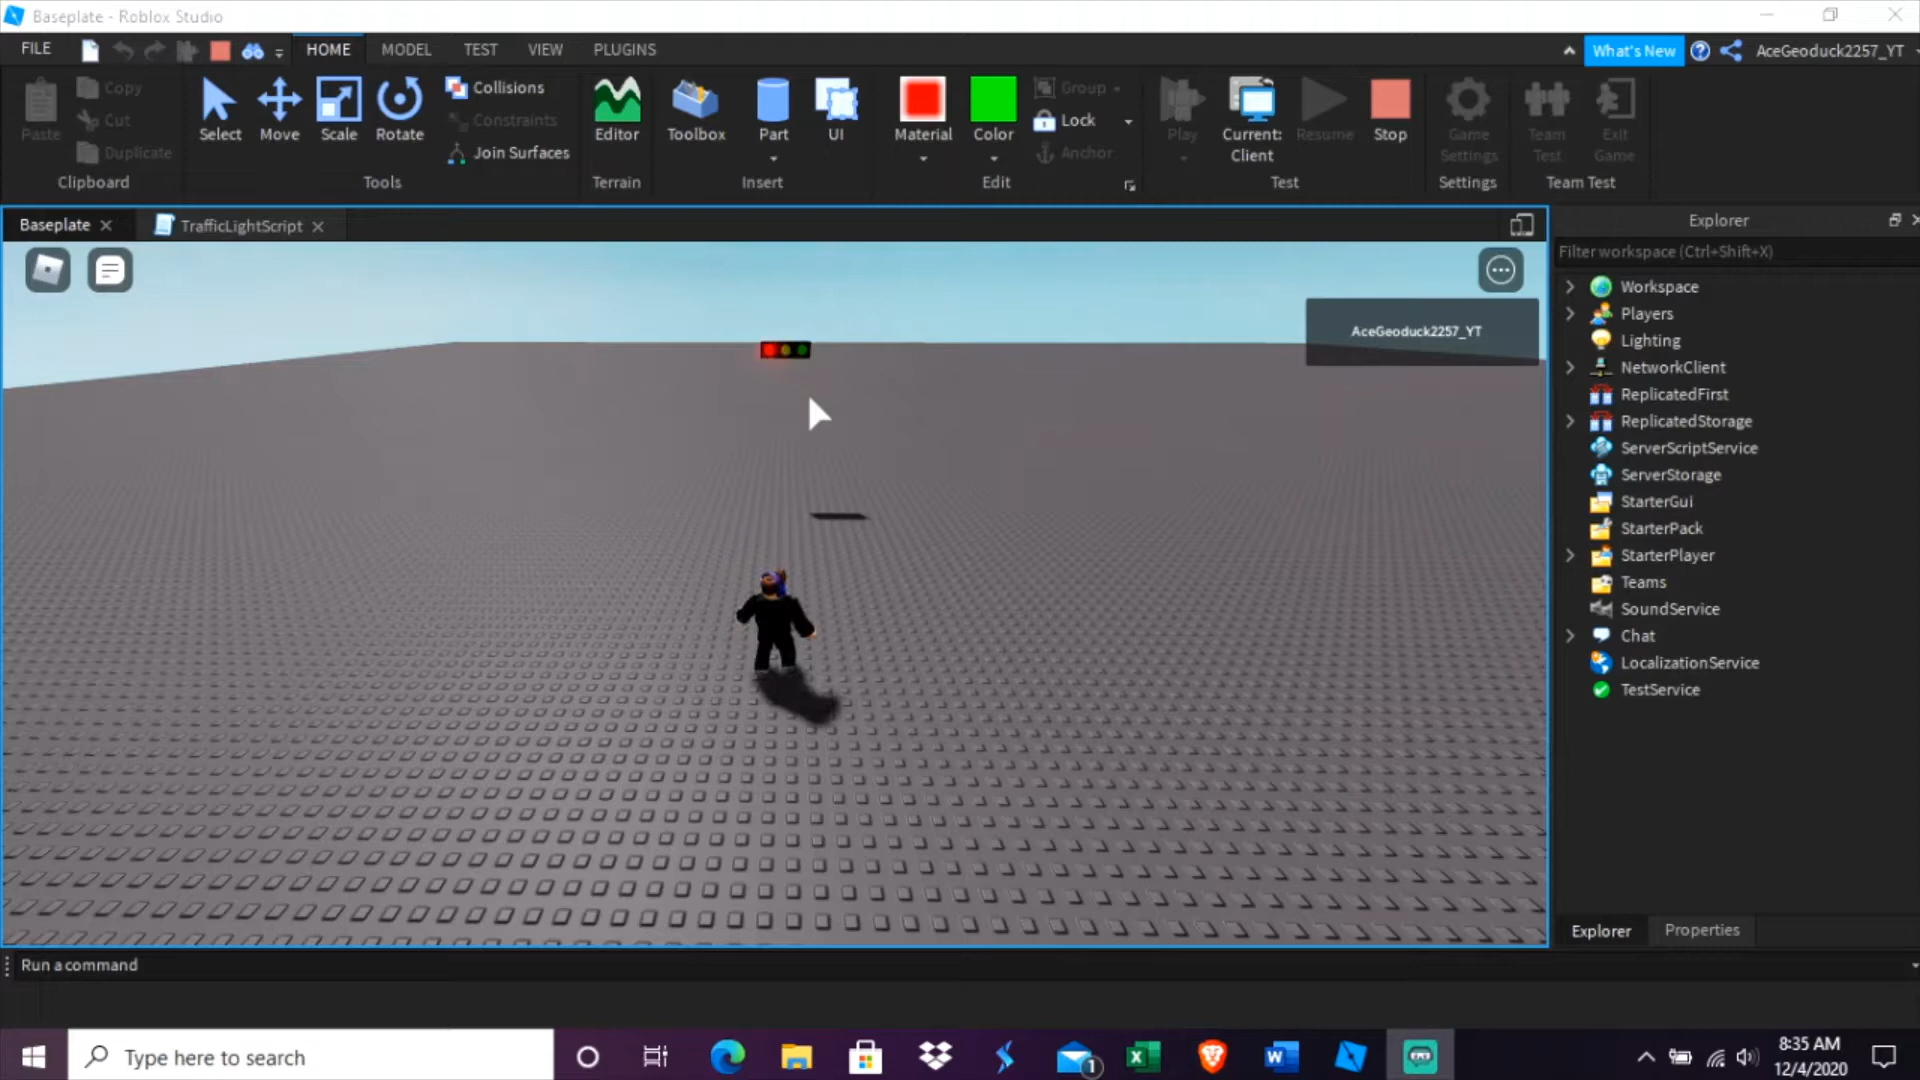 Baseplate - Roblox Studio
FILE
HOME
MODEL
TEST
VIEW
PLUGINS
What's New
AceGeoduck2257_YT
Paste
Copy
Cut
Duplicate
Clipboard
Select
Move
Scale
Rotate
Collisions
Constraints
Join Surfaces
Tools
Editor
Terrain
Toolbox
Part
UI
Insert
Material
Color
Group
Lock
Anchor
Edit
Play
Current:
Client
Resume
Stop
Test
Game
Settings
Settings
Team
Test
Exit
Game
Team Test
Baseplate
TrafficLightScript
AceGeoduck2257_YT
Explorer
Filter workspace (Ctrl+Shift+X)
Workspace
Players
Lighting
NetworkClient
ReplicatedFirst
ReplicatedStorage
ServerScriptService
ServerStorage
StarterGui
StarterPack
StarterPlayer
Teams
SoundService
Chat
LocalizationService
TestService
Explorer
Properties
Run a command
Type here to search
1
8:35 AM
12/4/2020